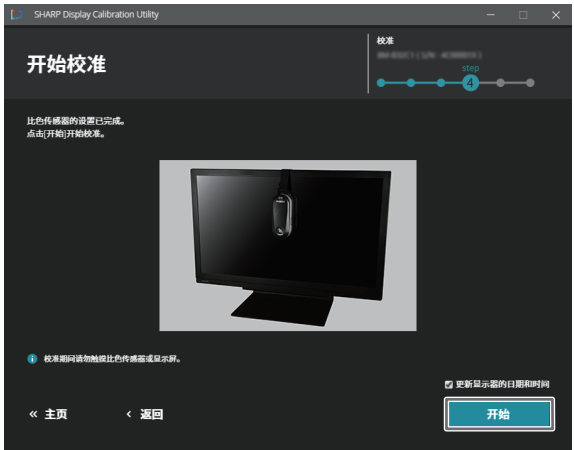 SHARP Display Calibration Utility
开始校准
校准
step
4
比色传感器的设置已完成。
点击[开始]开始校准。
校准期间请勿触摸比色传感器或显示屏。
更新显示器的日期和时间
« 主页
‹ 返回
开始